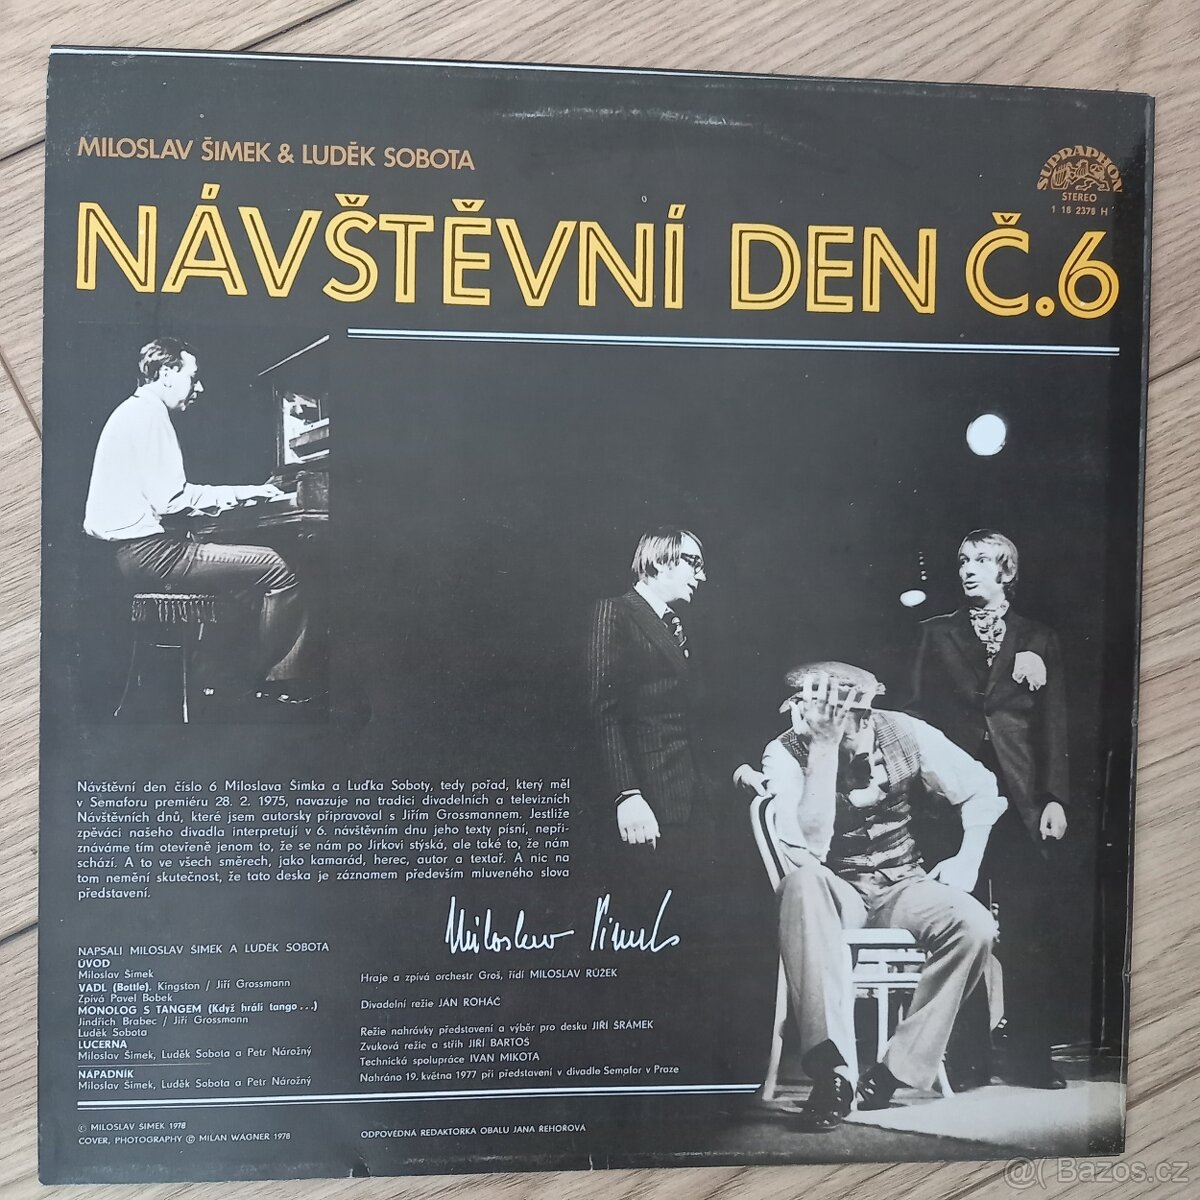 MILOSLAV ŠIMEK & LUDĚK SOBOTA
SUPRAPHON
STEREO
1 18 2378 H
NÁVŠTĚVNÍ DEN Č.6
Návštěvní den číslo 6 Miloslava Šimka a Luďka Soboty, tedy pořad, který měl
v Semaforu premiéru 28. 2. 1975, navazuje na tradici divadelních a televizních
Návštěvních dnů, které jsem autorsky připravoval s Jiřím Grossmannem. Jestliže
zpěváci našeho divadla interpretují v 6. návštěvním dnu jeho texty písní, nepři-
znáváme tím otevřeně jenom to, že se nám po Jirkovi stýská, ale také to, že nám
schází. A to ve všech směrech, jako kamarád, herec, autor a textař. A nic na
tom nemění skutečnost, že tato deska je záznamem především mluveného slova
představení.
Miloslav Šimek
NAPSALI MILOSLAV ŠIMEK A LUDĚK SOBOTA
ÚVOD
Miloslav Šimek
VADL (Bottle). Kingston / Jiří Grossmann
Zpívá Pavel Bobek
MONOLOG S TANGEM (Když hráli tango...)
Jindřich Brabec / Jiří Grossmann
Luděk Sobota
LUCERNA
Miloslav Šimek, Luděk Sobota a Petr Nárožný
NÁPADNÍK
Miloslav Šimek, Luděk Sobota a Petr Nárožný
Hraje a zpívá orchestr Groš, řídí MILOSLAV RŮŽEK
Divadelní režie JAN ROHÁČ
Režie nahrávky představení a výběr pro desku JIŘÍ ŠRÁMEK
Zvuková režie a střih JIŘÍ BARTOŠ
Technická spolupráce IVAN MIKOTA
Nahráno 19. května 1977 při představení v divadle Semafor v Praze
© MILOSLAV ŠIMEK 1978
COVER, PHOTOGRAPHY © MILAN WAGNER 1978
ODPOVĚDNÁ REDAKTORKA OBALU JANA ŘEHOŘOVÁ
@( Bazos.cz